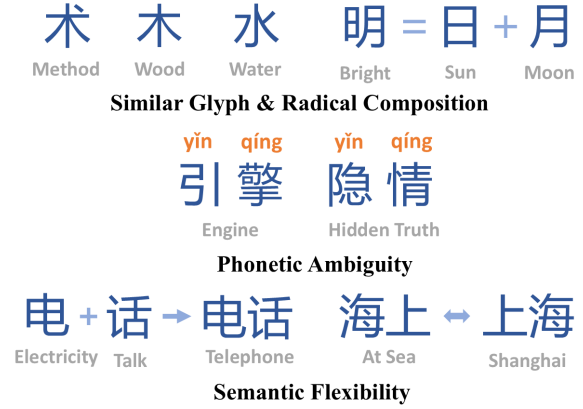 术 木 水 明 = 日 + 月
Method Wood Water Bright Sun Moon
Similar Glyph & Radical Composition
yǐn qíng yǐn qíng
引 擎 隐 情
Engine Hidden Truth
Phonetic Ambiguity
电 + 话 → 电话 海上 ↔ 上海
Electricity Talk Telephone At Sea Shanghai
Semantic Flexibility